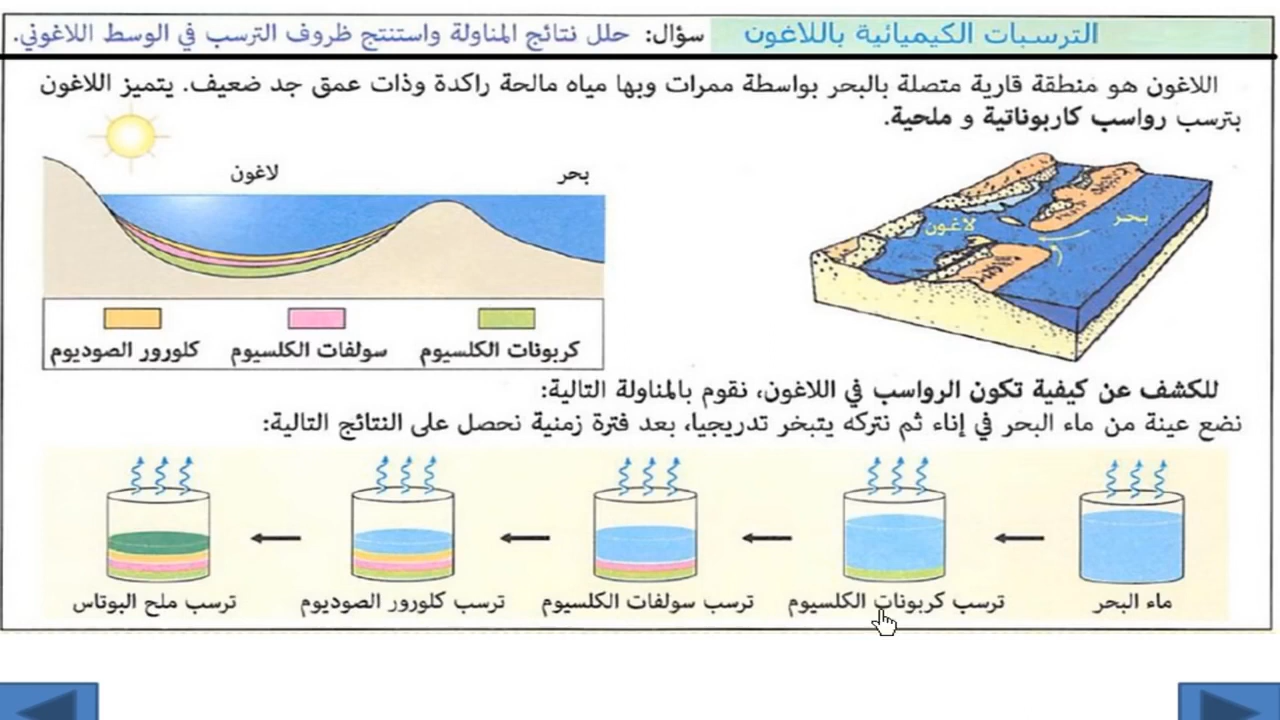 الترسبات الكيميائية باللاغون
سؤال: حلل نتائج المناولة واستنتج ظروف الترسب في الوسط اللاغوني.
اللاغون هو منطقة قارية متصلة بالبحر بواسطة ممرات وبها مياه مالحة راكدة وذات عمق جد ضعيف. يتميز اللاغون
بترسب رواسب كاربوناتية و ملحية.
بحر
لاغون
بحر
لاغون
كربونات الكلسيوم
سولفات الكلسيوم
كلورور الصوديوم
للكشف عن كيفية تكون الرواسب في اللاغون، نقوم بالمناولة التالية:
نضع عينة من ماء البحر في إناء ثم نتركه يتبخر تدريجيا، بعد فترة زمنية نحصل على النتائج التالية:
ماء البحر
ترسب كربونات الكلسيوم
ترسب سولفات الكلسيوم
ترسب كلورور الصوديوم
ترسب ملح البوتاس